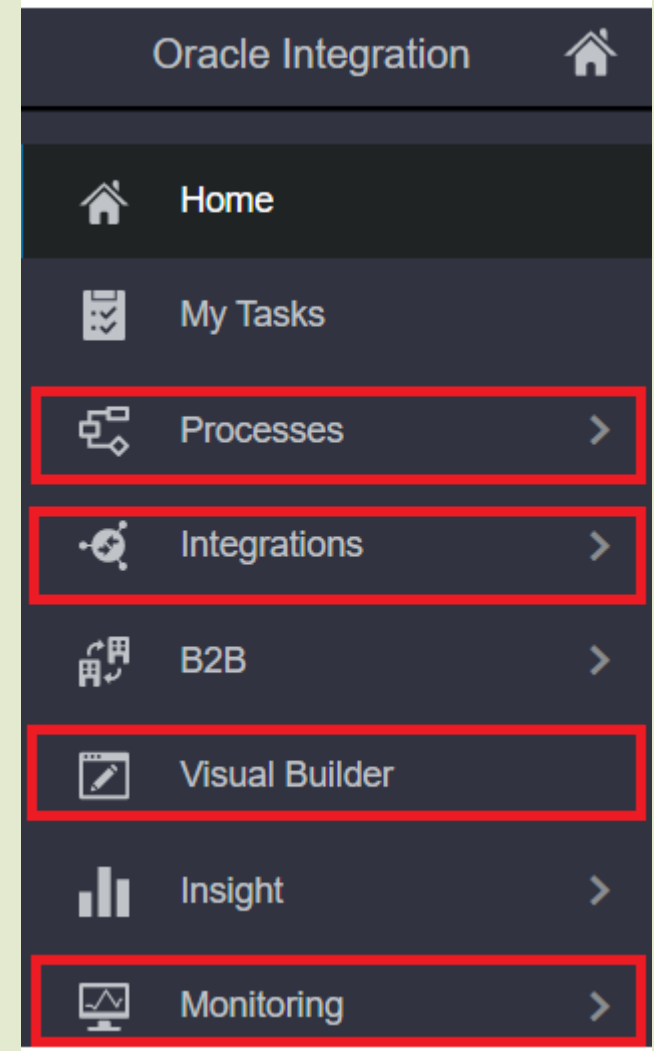 Oracle Integration
Home
My Tasks
Processes
Integrations
B2B
Visual Builder
Insight
Monitoring